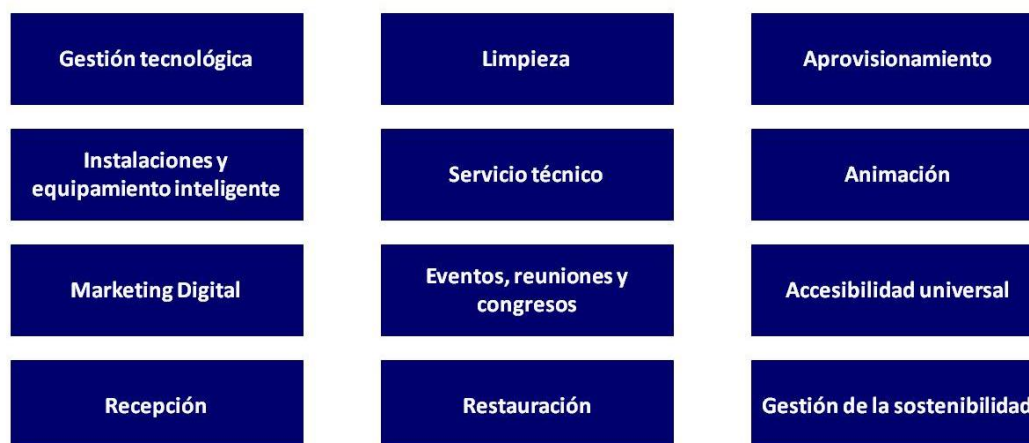 Gestión tecnológica
Limpieza
Aprovisionamiento
Instalaciones y
equipamiento inteligente
Servicio técnico
Animación
Marketing Digital
Eventos, reuniones y
congresos
Accesibilidad universal
Recepción
Restauración
Gestión de la sostenibilidad